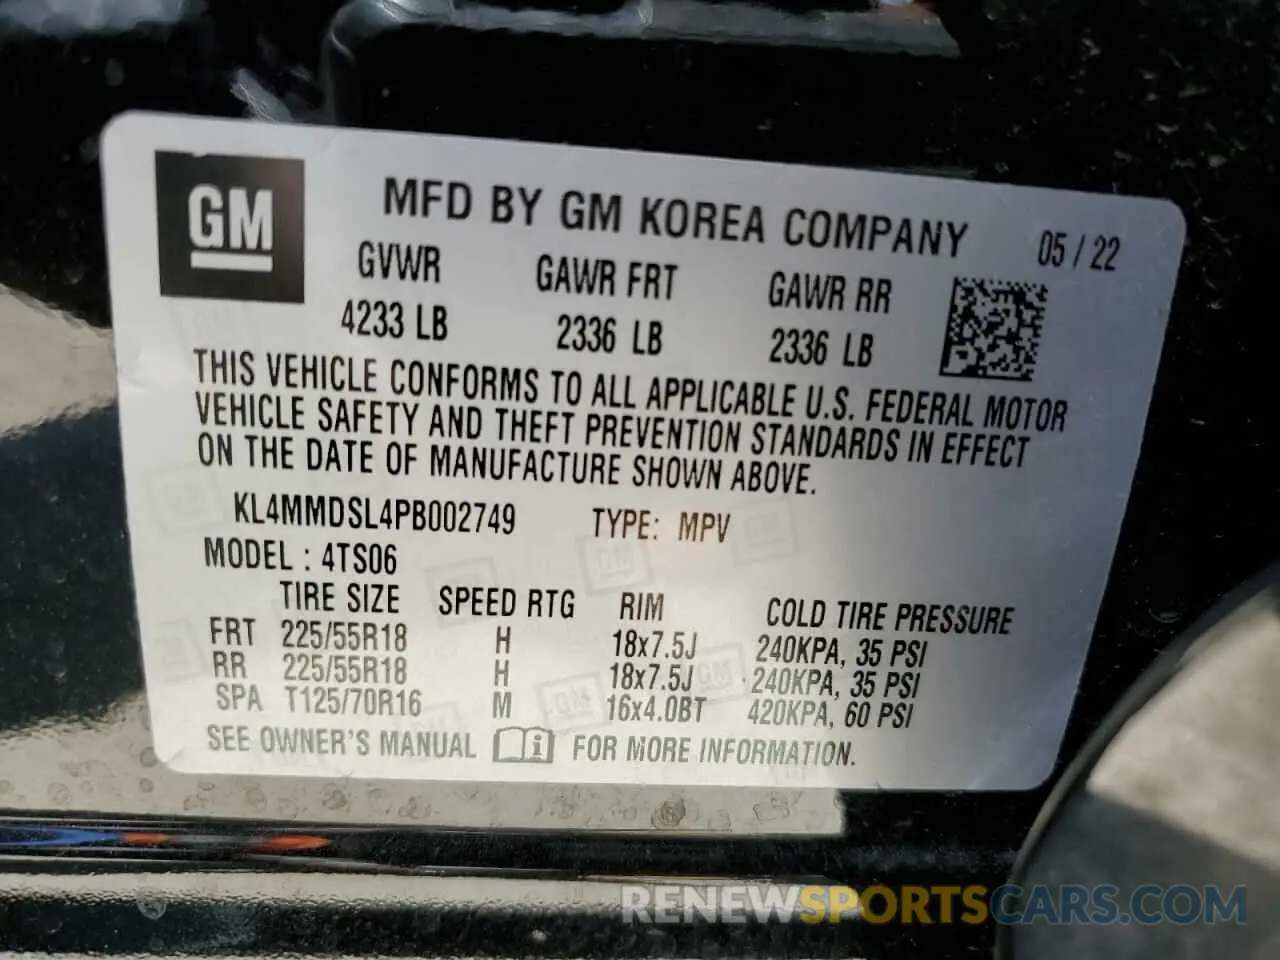 GM
MFD BY GM KOREA COMPANY 05 / 22
GVWR GAWR FRT GAWR RR
4233 LB 2336 LB 2336 LB
THIS VEHICLE CONFORMS TO ALL APPLICABLE U.S. FEDERAL MOTOR
VEHICLE SAFETY AND THEFT PREVENTION STANDARDS IN EFFECT
ON THE DATE OF MANUFACTURE SHOWN ABOVE.
KL4MMDSL4PB002749 TYPE: MPV
MODEL : 4TS06
TIRE SIZE SPEED RTG RIM COLD TIRE PRESSURE
FRT 225/55R18 H 18x7.5J 240KPA, 35 PSI
RR 225/55R18 H 18x7.5J 240KPA, 35 PSI
SPA T125/70R16 M 16x4.0BT 420KPA, 60 PSI
SEE OWNER'S MANUAL i FOR MORE INFORMATION.
RENEWSPORTSCARS.COM